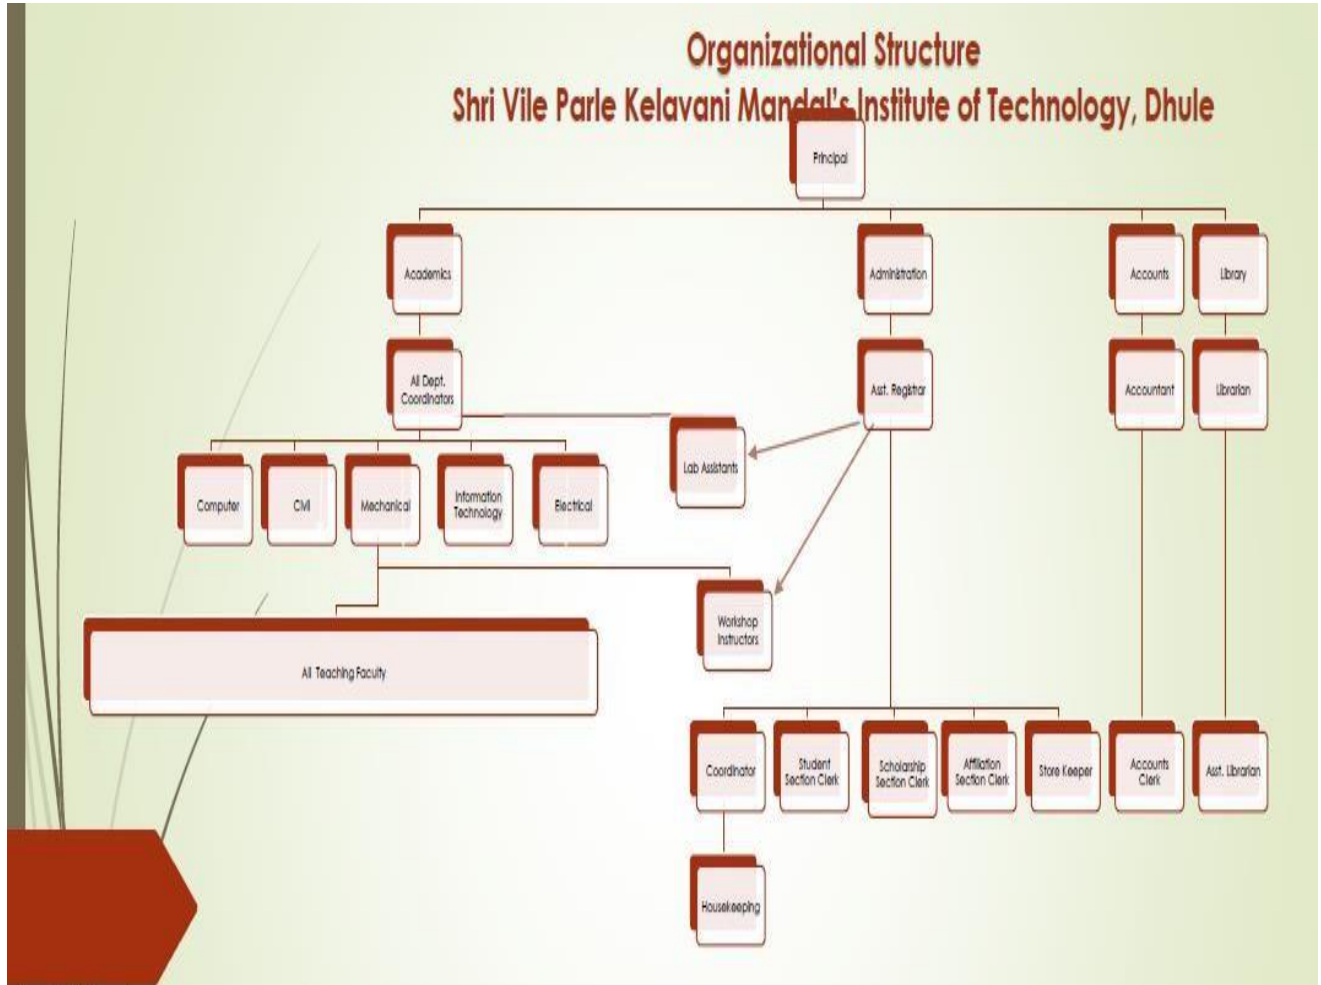 Organizational Structure
Shri Vile Parle Kelavani Mandal's Institute of Technology, Dhule
Principal
Academics
Administration
Accounts
Library
All Dept.
Coordinators
Asst. Registrar
Accountant
Librarian
Lab Assistants
Computer
Civil
Mechanical
Information
Technology
Electrical
Workshop
Instructors
All Teaching Faculty
Coordinator
Student
Section Clerk
Scholarship
Section Clerk
Affiliation
Section Clerk
Store Keeper
Accounts
Clerk
Asst. Librarian
Housekeeping